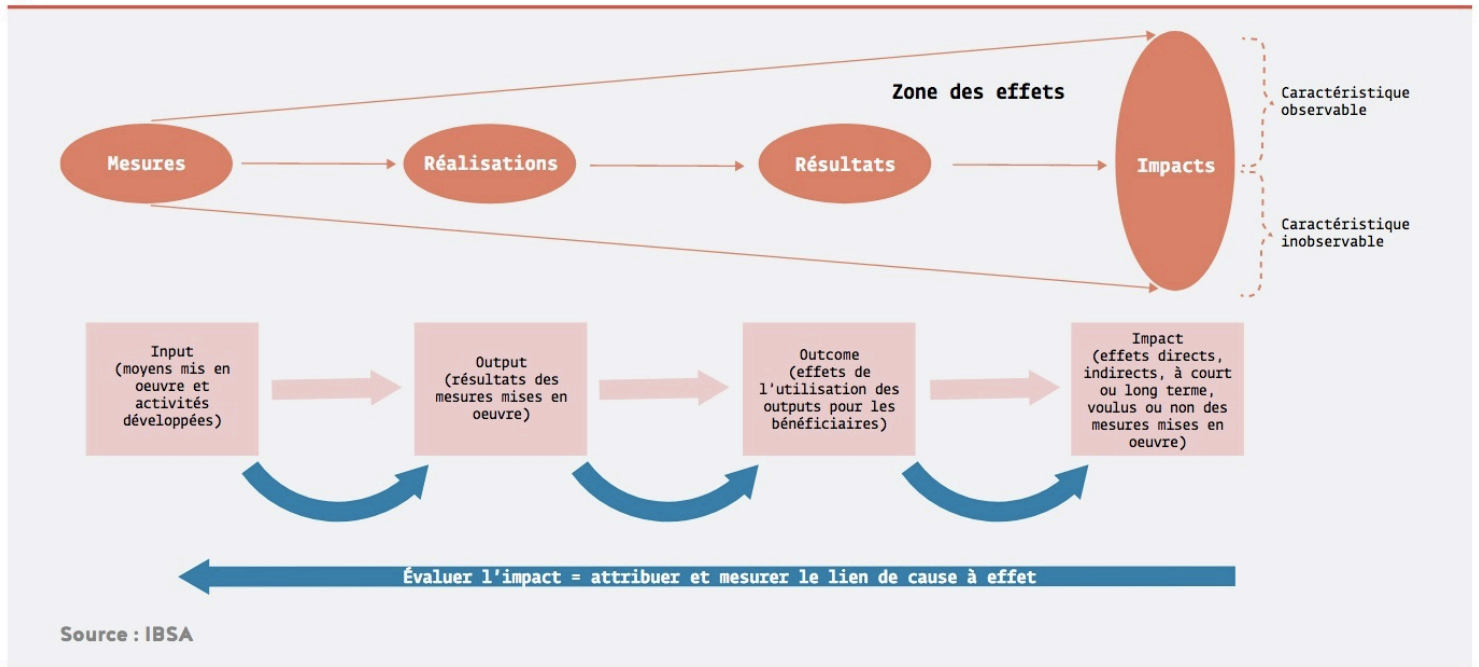 Zone des effets
Caractéristique
observable
Mesures
Réalisations
Résultats
Impacts
Caractéristique
inobservable
Input
(moyens mis en
oeuvre et
activités
développées)
Output
(résultats des
mesures mises en
oeuvre)
Outcome
(effets de
l’utilisation des
outputs pour les
bénéficiaires)
Impact
(effets directs,
indirects, à court
ou long terme,
voulus ou non des
mesures mises en
oeuvre)
Évaluer l’impact = attribuer et mesurer le lien de cause à effet
Source : IBSA